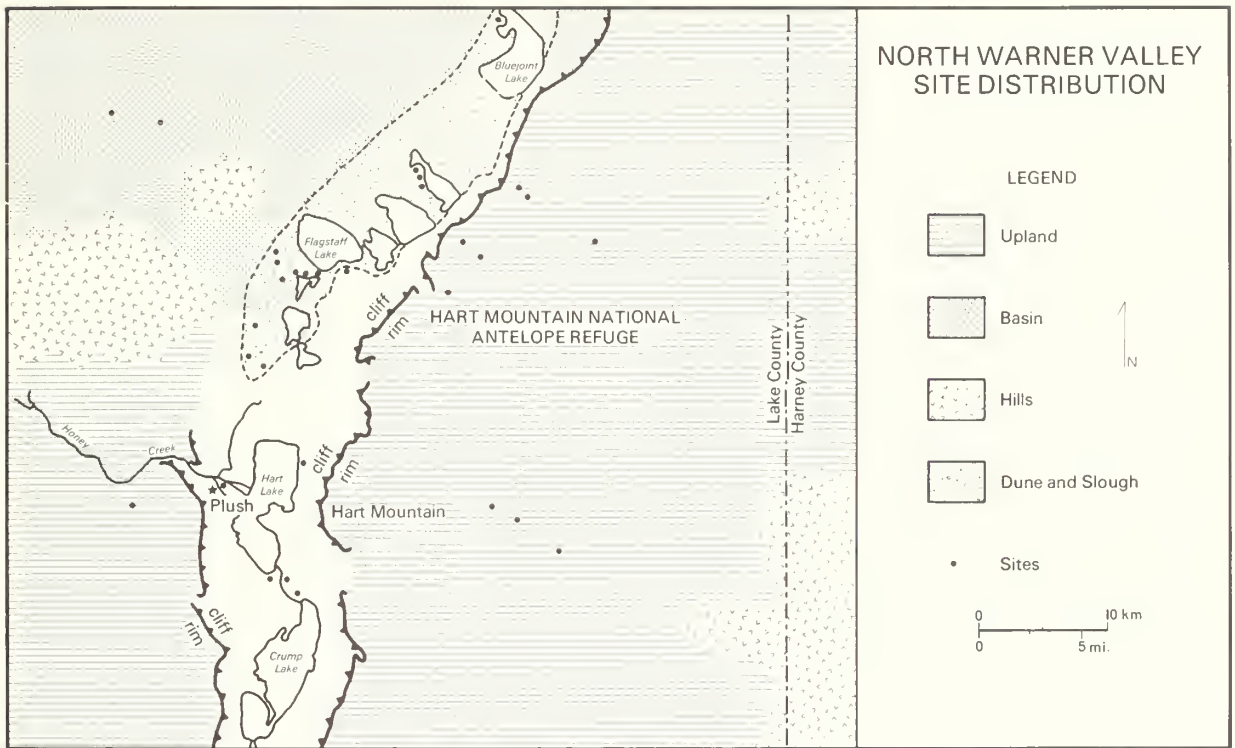 NORTH WARNER VALLEY
SITE DISTRIBUTION
LEGEND
Upland
Basin
Hills
Dune and Slough
Sites
N
0 10 km
0 5 mi.
Bluejoint
Lake
Flagstaff
Lake
cliff
rim
HART MOUNTAIN NATIONAL
ANTELOPE REFUGE
Lake County
Harney County
Honey
Creek
Hart
Lake
cliff
rim
Plush
Hart Mountain
cliff
rim
Crump
Lake